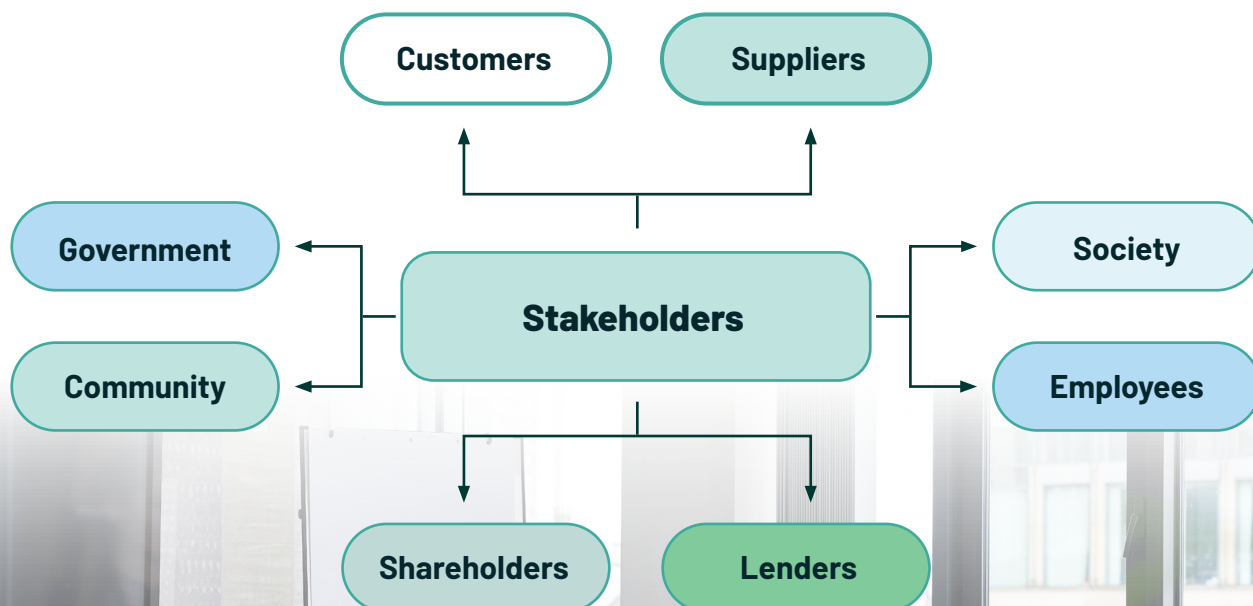 Customers
Suppliers
Government
Society
Stakeholders
Community
Employees
Shareholders
Lenders